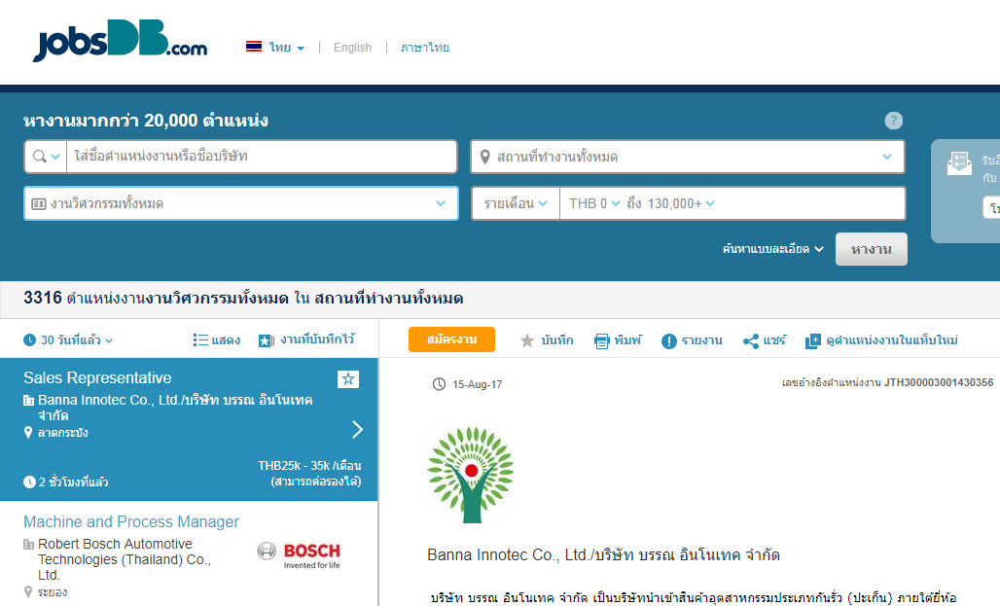 jobsDB.com
ไทย | English | ภาษาไทย
หางานมากกว่า 20,000 ตำแหน่ง
?
ใส่ชื่อตำแหน่งงานหรือชื่อบริษัท
สถานที่ทำงานทั้งหมด
งานวิศวกรรมทั้งหมด
รายเดือน THB 0 ถึง 130,000+
กับ
ค้นหาแบบละเอียด
หางาน
3316 ตำแหน่งงานงานวิศวกรรมทั้งหมด ใน สถานที่ทำงานทั้งหมด
30 วันที่แล้ว แสดง งานที่บันทึกไว้
Sales Representative
Banna Innotec Co., Ltd./บริษัท บรรณ อินโนเทค
จำกัด
ลาดกระบัง
THB25k - 35k /เดือน
(สามารถต่อรองได้)
2 ชั่วโมงที่แล้ว
Machine and Process Manager
Robert Bosch Automotive
Technologies (Thailand) Co.,
Ltd.
ระยอง
BOSCH
Invented for life
สมัครงาน บันทึก พิมพ์ รายงาน แชร์ ดูตำแหน่งงานในแท็บใหม่
15-Aug-17
เลขอ้างอิงตำแหน่งงาน JTH300003001430356
Banna Innotec Co., Ltd./บริษัท บรรณ อินโนเทค จำกัด
บริษัท บรรณ อินโนเทค จำกัด เป็นบริษัทนำเข้าสินค้าอุตสาหกรรมประเภทกันรั่ว (ปะเก็น) ภายใต้ยี่ห้อ